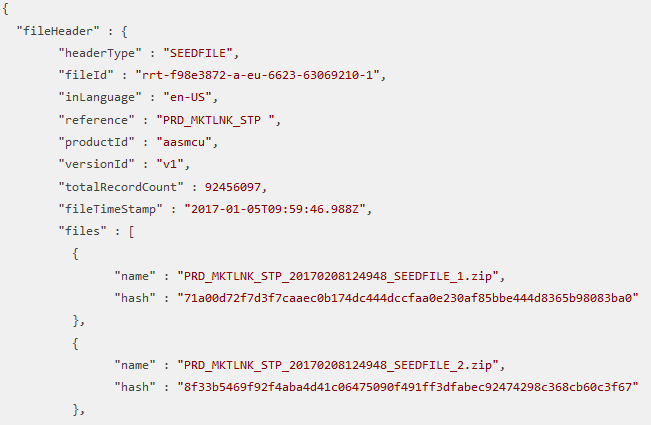 {
"fileHeader" : {
"headerType" : "SEEDFILE",
"fileId" : "rrt-f98e3872-a-eu-6623-63069210-1",
"inLanguage" : "en-US",
"reference" : "PRD_MKTLNK_STP ",
"productId" : "aasmcu",
"versionId" : "v1",
"totalRecordCount" : 92456097,
"fileTimeStamp" : "2017-01-05T09:59:46.988Z",
"files" : [
{
"name" : "PRD_MKTLNK_STP_20170208124948_SEEDFILE_1.zip",
"hash" : "71a00d72f7d3f7caaec0b174dc444dccfaa0e230af85bbe444d8365b98083ba0"
},
{
"name" : "PRD_MKTLNK_STP_20170208124948_SEEDFILE_2.zip",
"hash" : "8f33b5469f92f4aba4d41c06475090f491ff3dfabec92474298c368cb60c3f67"
},